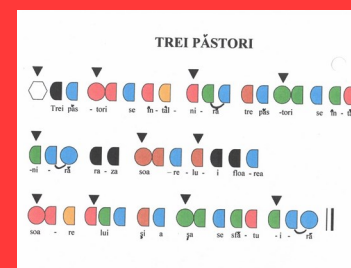 TREI PĂSTORI
Trei păs - tori se în - tâl - ni - ră tre păs -tori se în - t
-ni - ră ra - za soa - re - lu - i floa - rea
soa - re lui și a șa se sfă - tu - i - ră